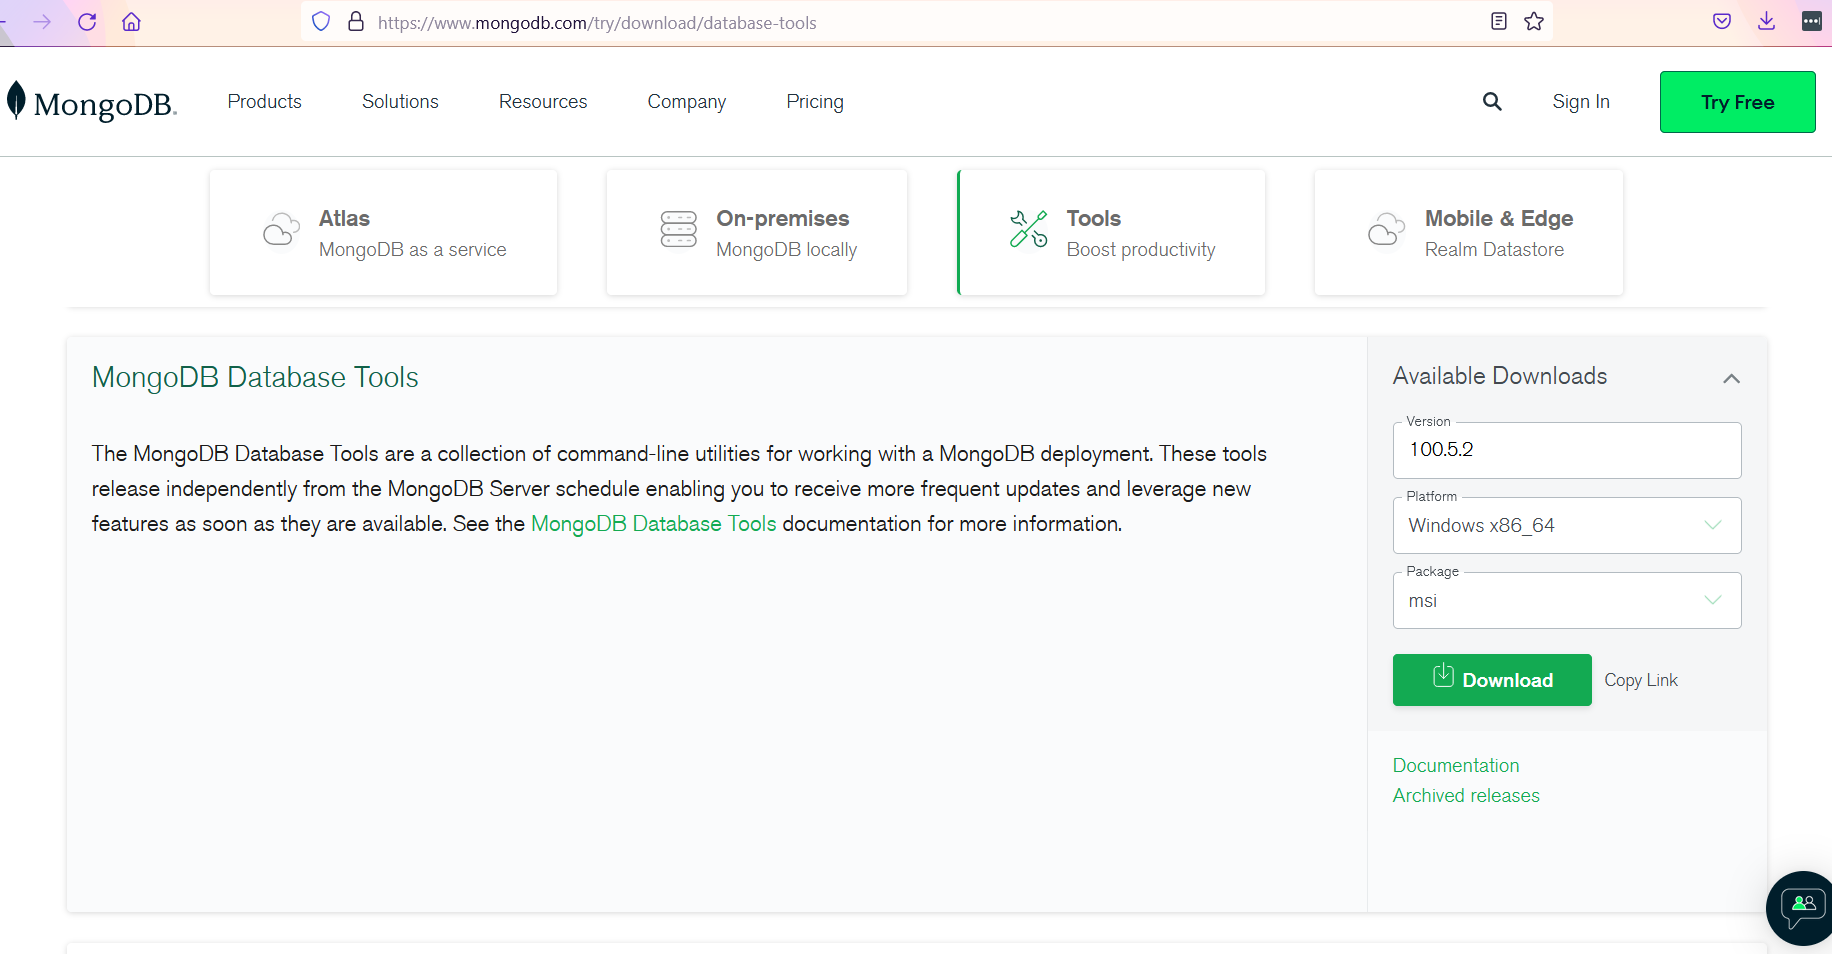 https://www.mongodb.com/try/download/database-tools
MongoDB.
Products
Solutions
Resources
Company
Pricing
Sign In
Try Free
Atlas
MongoDB as a service
On-premises
MongoDB locally
Tools
Boost productivity
Mobile & Edge
Realm Datastore
MongoDB Database Tools
The MongoDB Database Tools are a collection of command-line utilities for working with a MongoDB deployment. These tools
release independently from the MongoDB Server schedule enabling you to receive more frequent updates and leverage new
features as soon as they are available. See the MongoDB Database Tools documentation for more information.
Available Downloads
Version
100.5.2
Platform
Windows x86_64
Package
msi
Download
Copy Link
Documentation
Archived releases